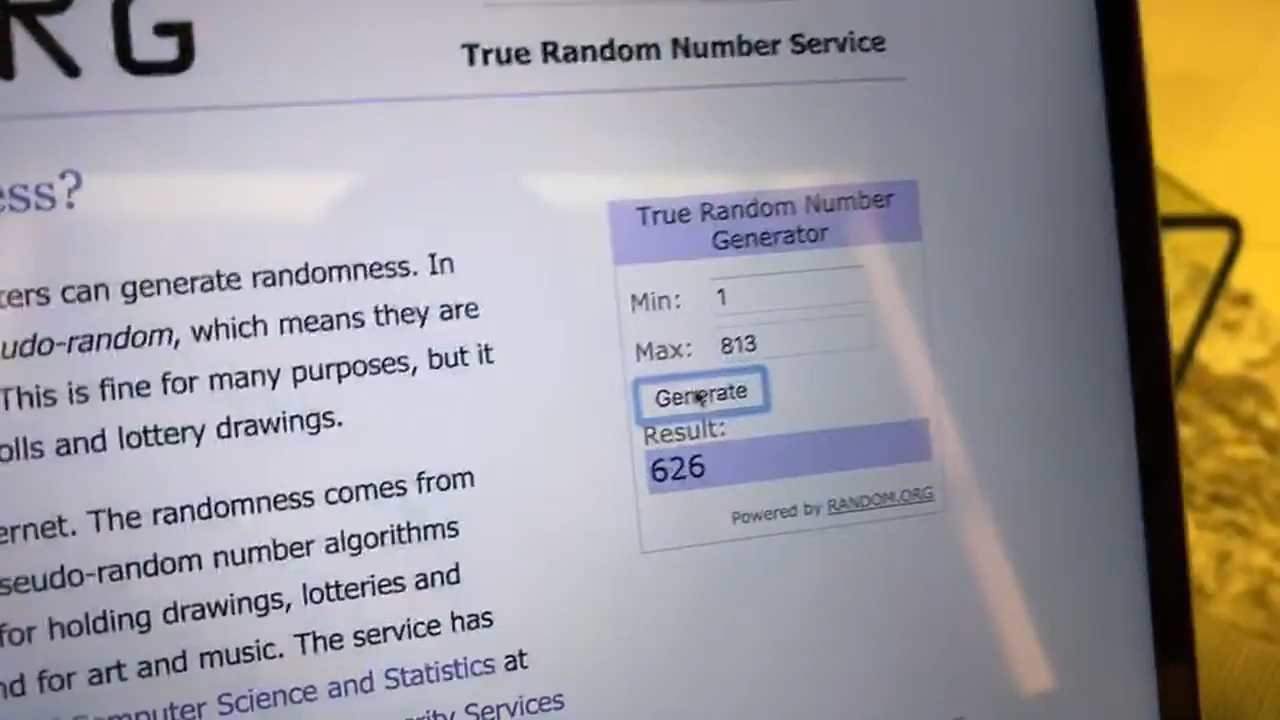 RG
True Random Number Service
ess?
ters can generate randomness. In
udo-random, which means they are
This is fine for many purposes, but it
olls and lottery drawings.
ernet. The randomness comes from
seudo-random number algorithms
for holding drawings, lotteries and
nd for art and music. The service has
Computer Science and Statistics at
rity Services
True Random Number
Generator
Min: 1
Max: 813
Generate
Result:
626
Powered by RANDOM.ORG